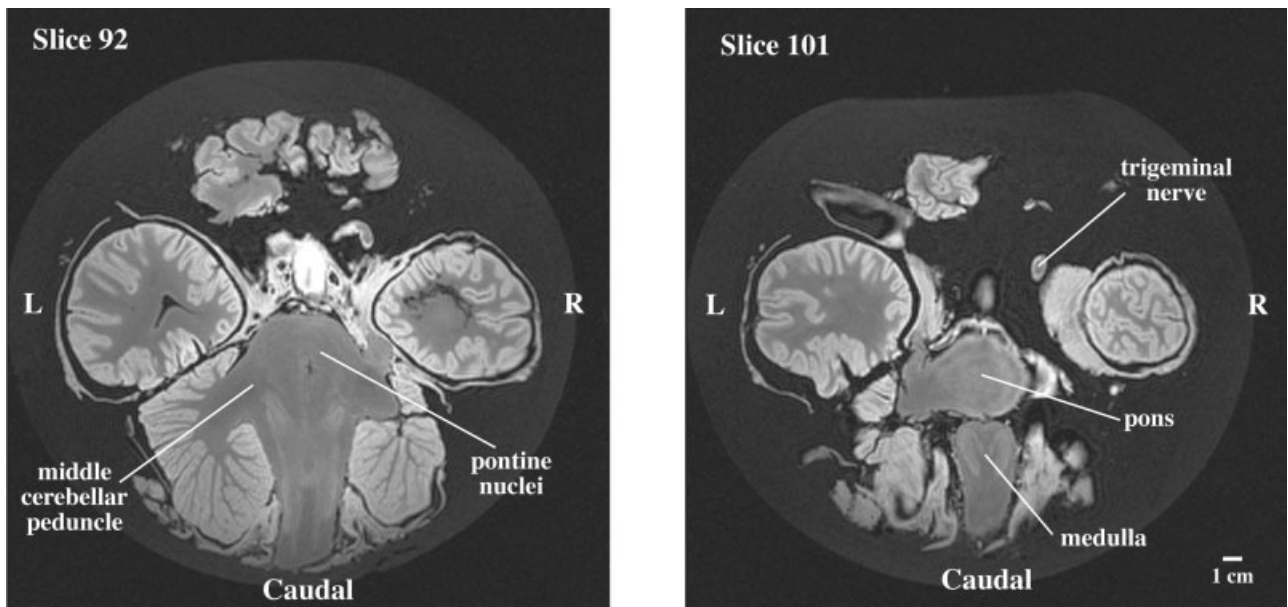 Slice 92
L
R
middle
cerebellar
peduncle
pontine
nuclei
Caudal
Slice 101
trigeminal
nerve
L
R
pons
medulla
Caudal
1 cm